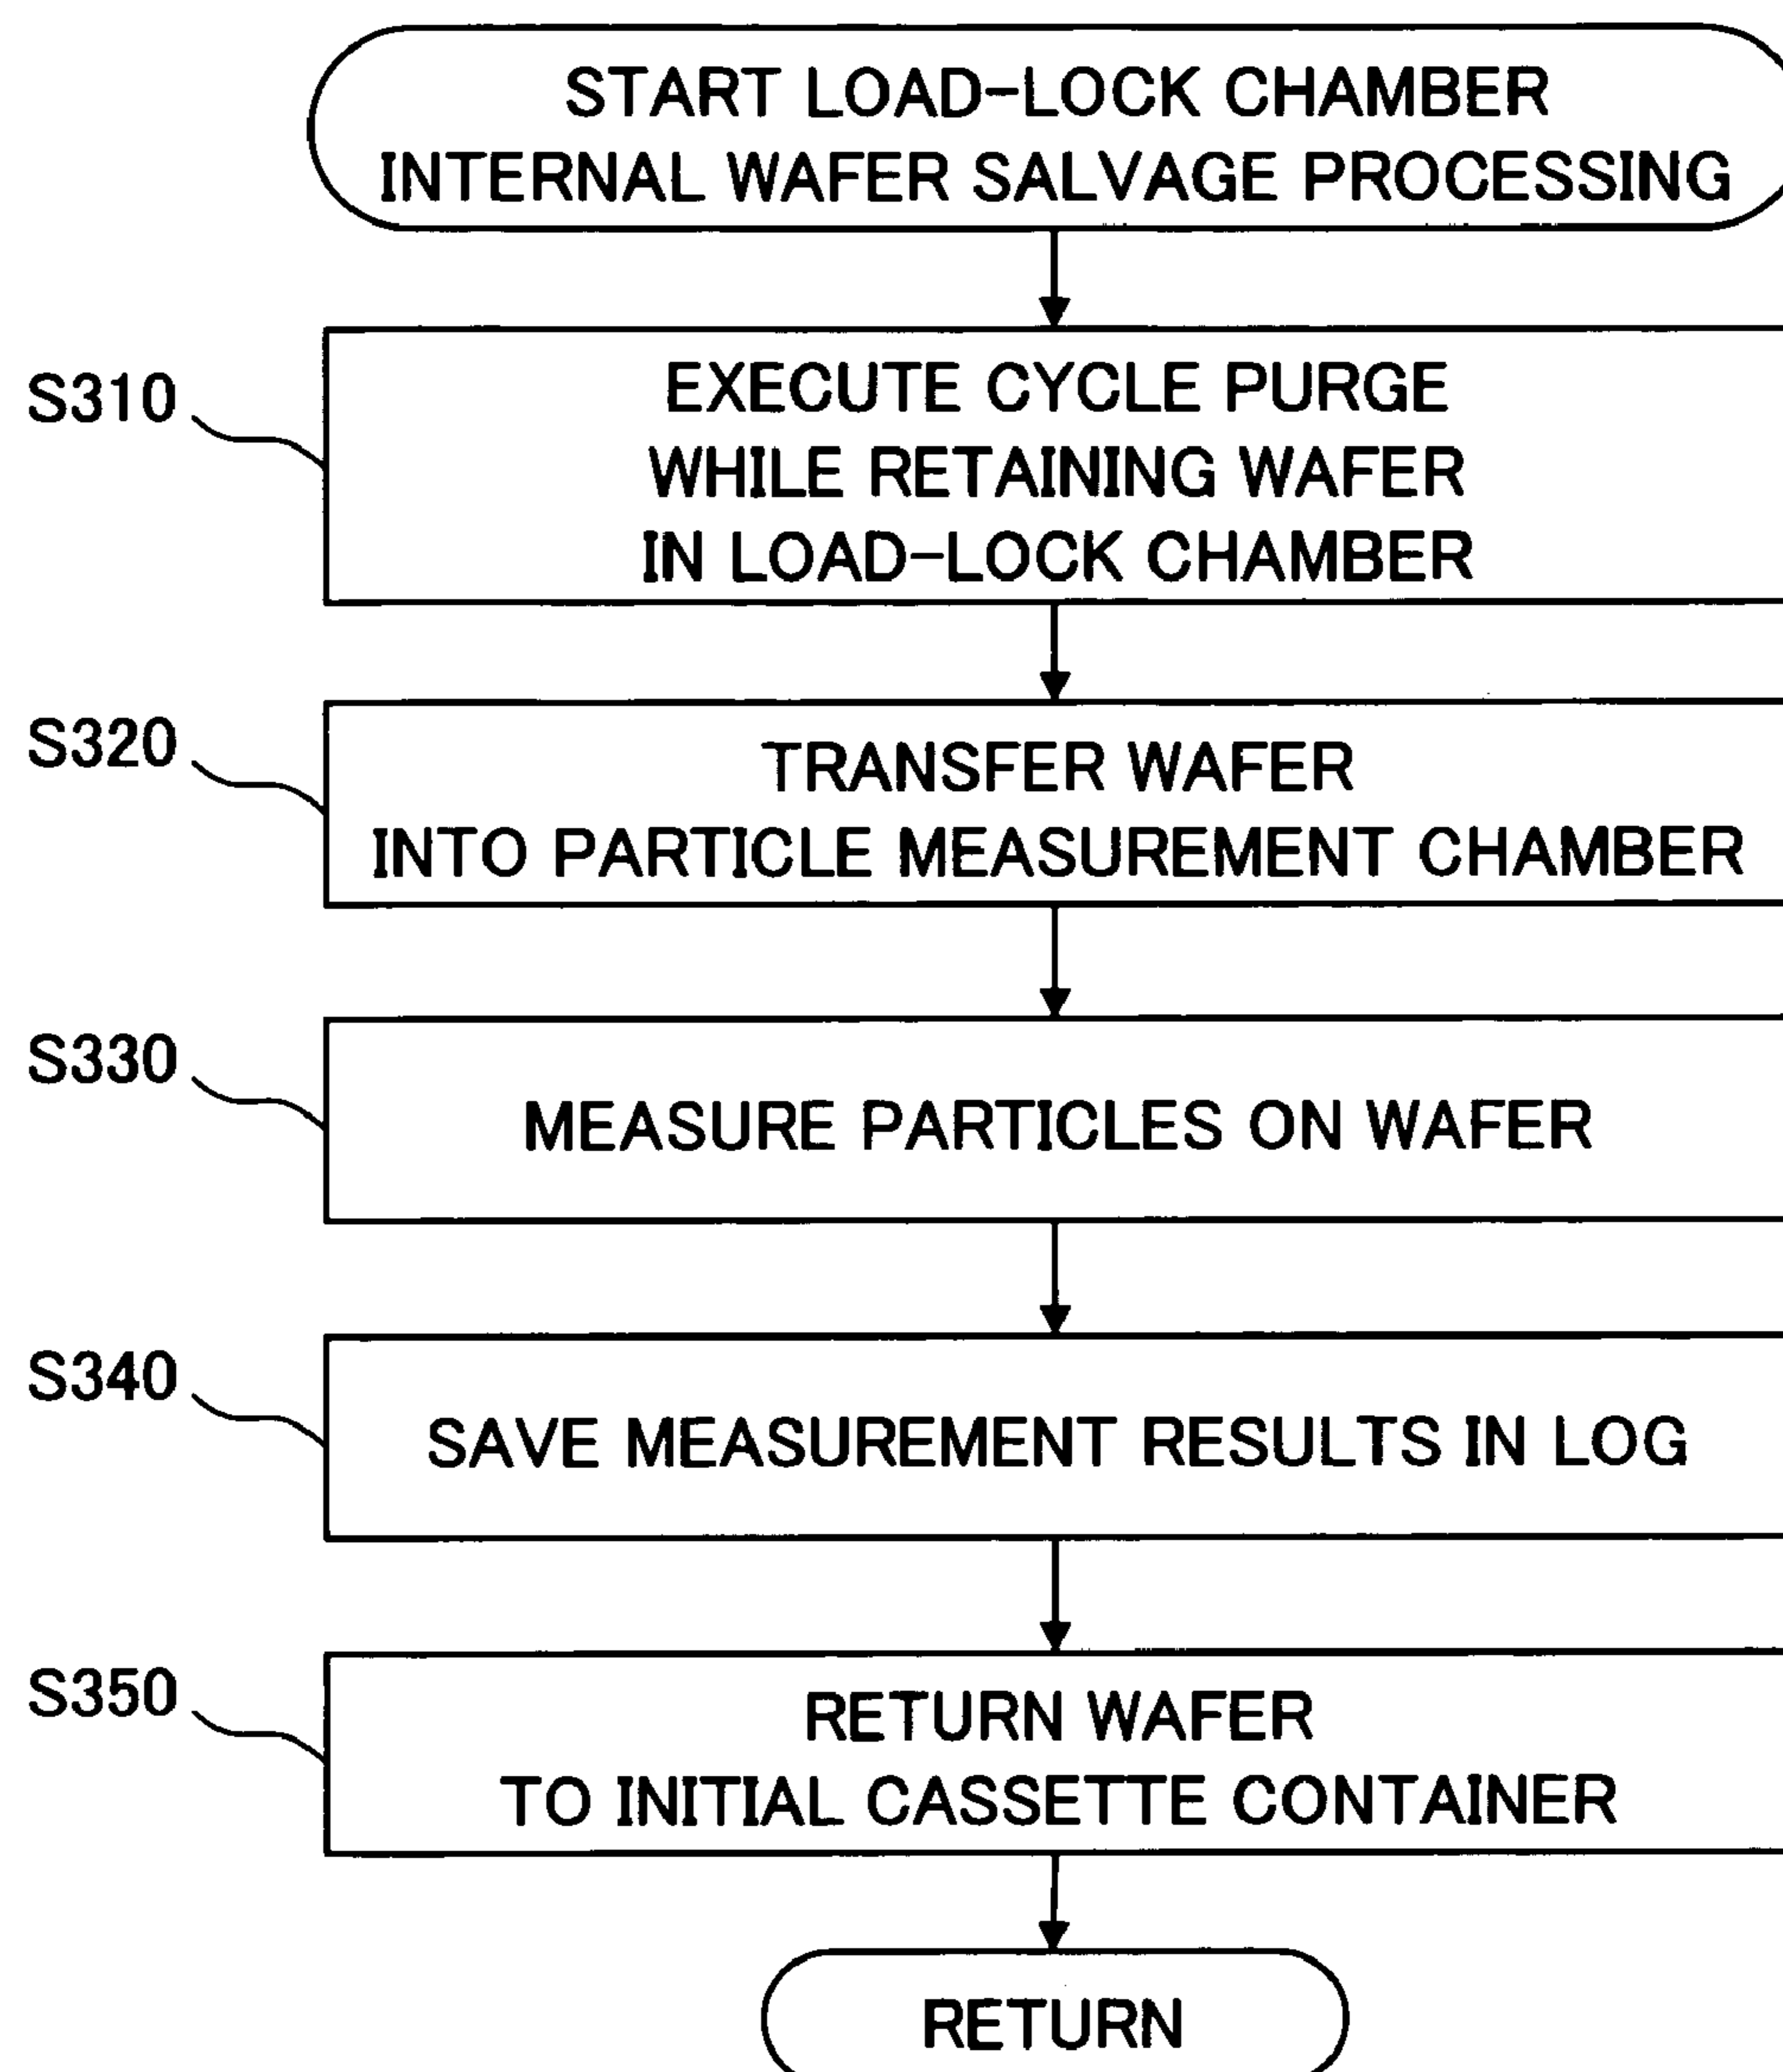 START LOAD-LOCK CHAMBER
INTERNAL WAFER SALVAGE PROCESSING
S310
EXECUTE CYCLE PURGE
WHILE RETAINING WAFER
IN LOAD-LOCK CHAMBER
S320
TRANSFER WAFER
INTO PARTICLE MEASUREMENT CHAMBER
S330
MEASURE PARTICLES ON WAFER
S340
SAVE MEASUREMENT RESULTS IN LOG
S350
RETURN WAFER
TO INITIAL CASSETTE CONTAINER
RETURN